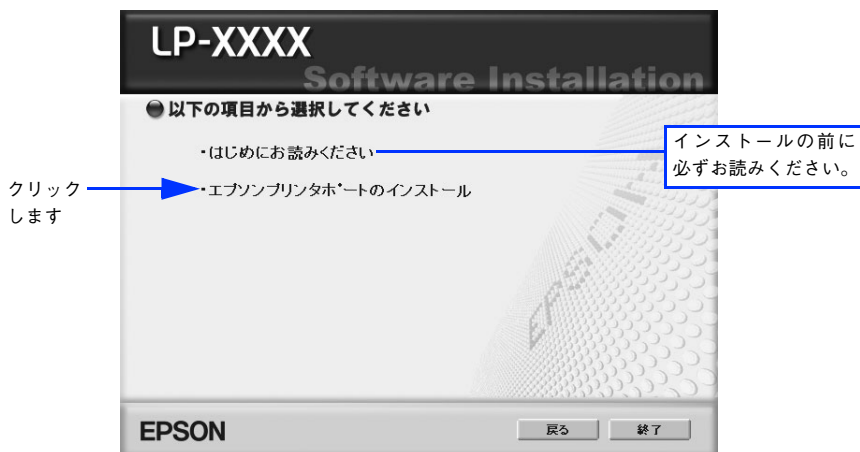 LP-XXXX
Software Installation
以下の項目から選択してください
・はじめにお読みください
インストールの前に
必ずお読みください。
クリック
します
・エプソンプリンタポートのインストール
EPSON
EPSON
戻る
終了